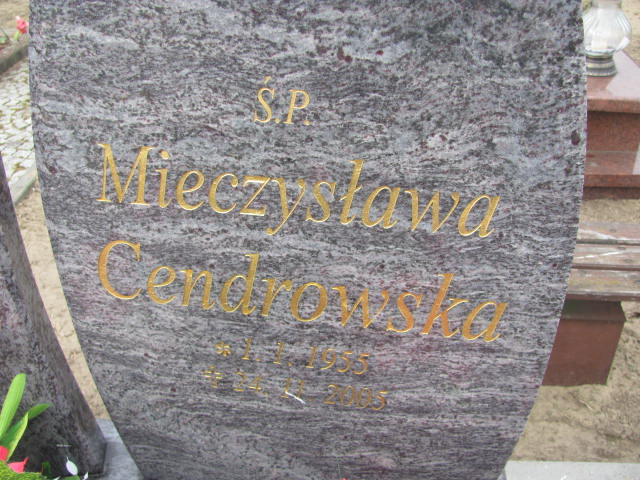 Ś.P.
Mieczysława
Cendrowska
* 1. 1. 1955
‡ 24. 11. 2005